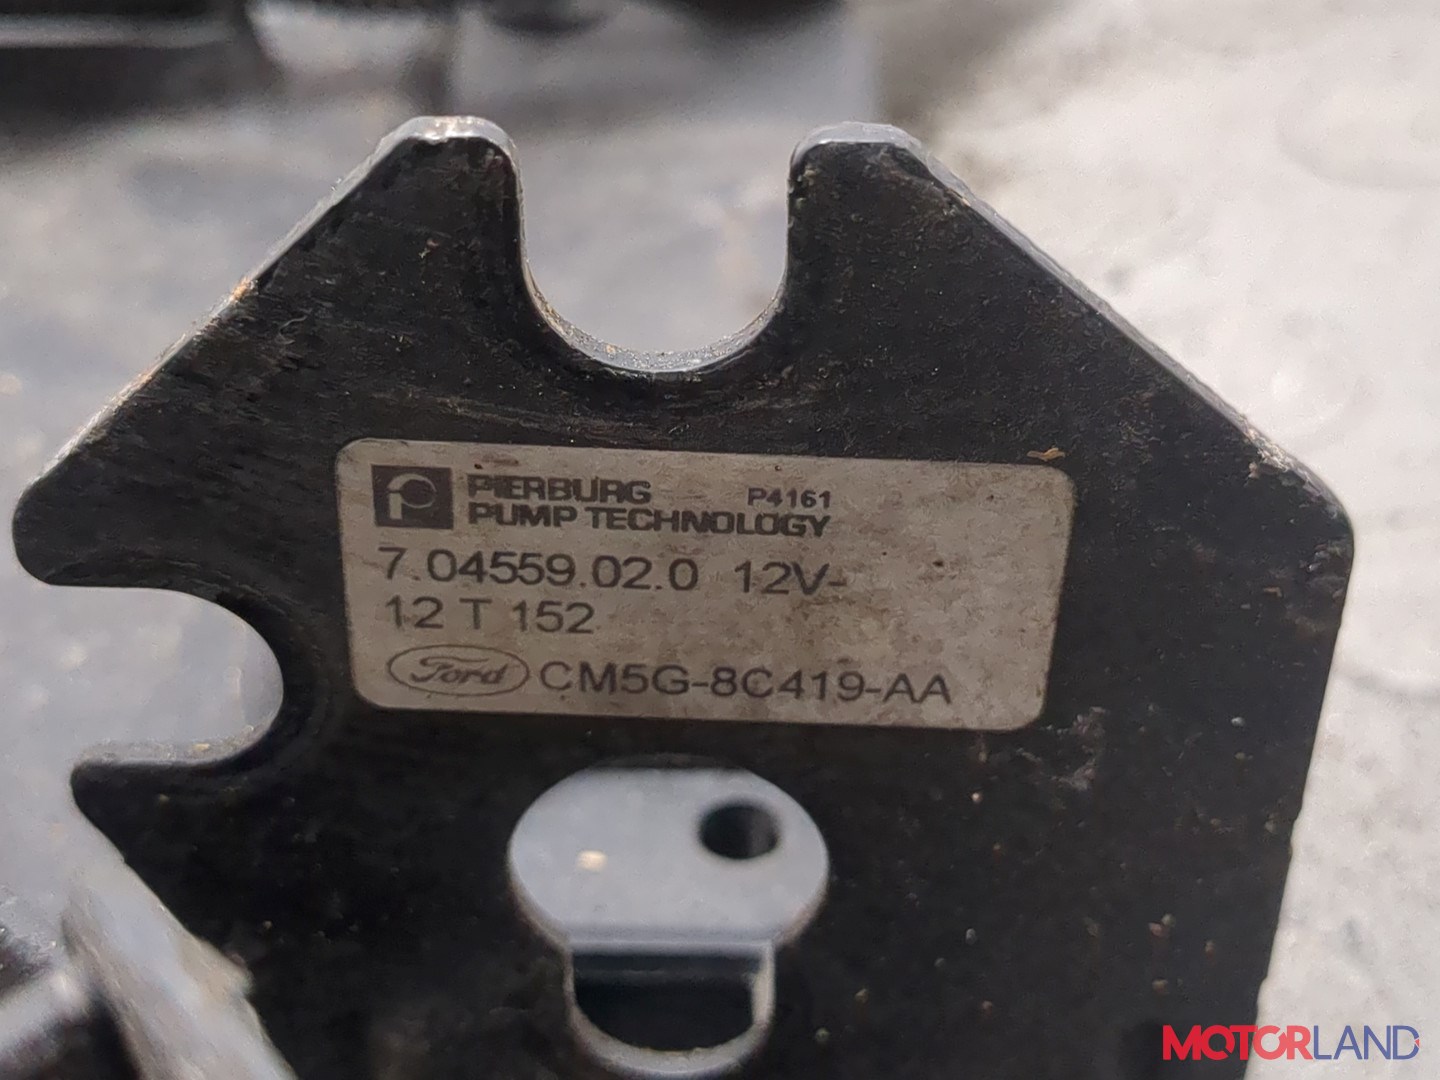 PIERBURG P4161
PUMP TECHNOLOGY
7.04559.02.0 12V-
12 T 152
Ford CM5G-8C419-AA
MOTORLAND